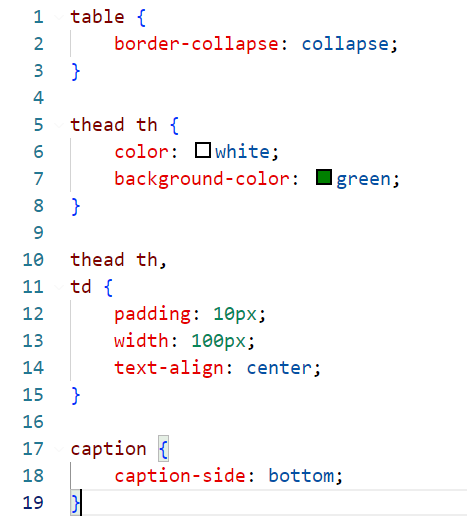 1 table {
2     border-collapse: collapse;
3 }
4
5 thead th {
6     color: white;
7     background-color: green;
8 }
9
10 thead th,
11 td {
12     padding: 10px;
13     width: 100px;
14     text-align: center;
15 }
16
17 caption {
18     caption-side: bottom;
19 }